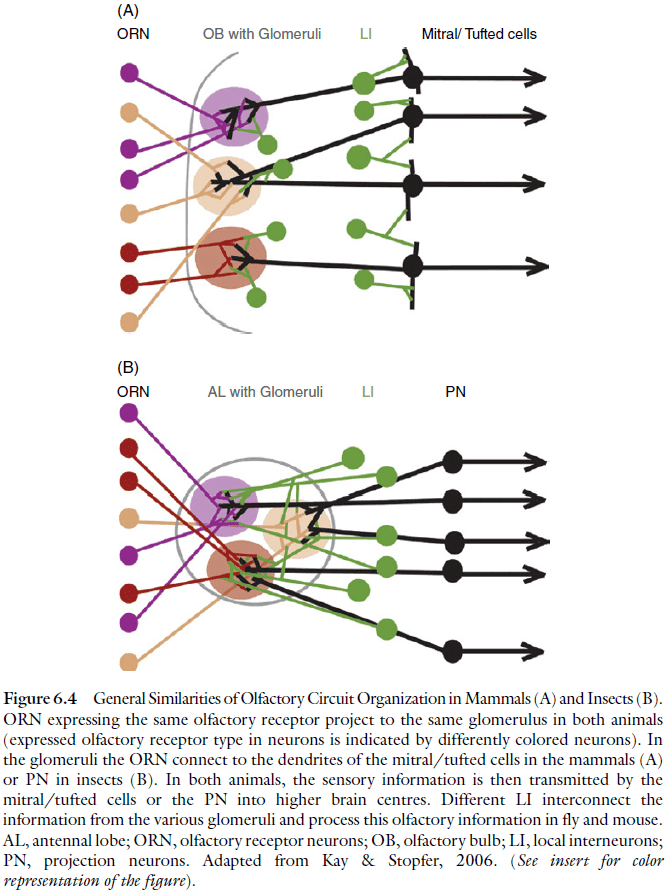 (A)
ORN OB with Glomeruli LI Mitral/ Tufted cells
(B)
ORN AL with Glomeruli LI PN
Figure 6.4 General Similarities of Olfactory Circuit Organization in Mammals (A) and Insects (B).
ORN expressing the same olfactory receptor project to the same glomerulus in both animals
(expressed olfactory receptor type in neurons is indicated by differently colored neurons). In
the glomeruli the ORN connect to the dendrites of the mitral/tufted cells in the mammals (A)
or PN in insects (B). In both animals, the sensory information is then transmitted by the
mitral/tufted cells or the PN into higher brain centres. Different LI interconnect the
information from the various glomeruli and process this olfactory information in fly and mouse.
AL, antennal lobe; ORN, olfactory receptor neurons; OB, olfactory bulb; LI, local interneurons;
PN, projection neurons. Adapted from Kay & Stopfer, 2006. (See insert for color
representation of the figure).